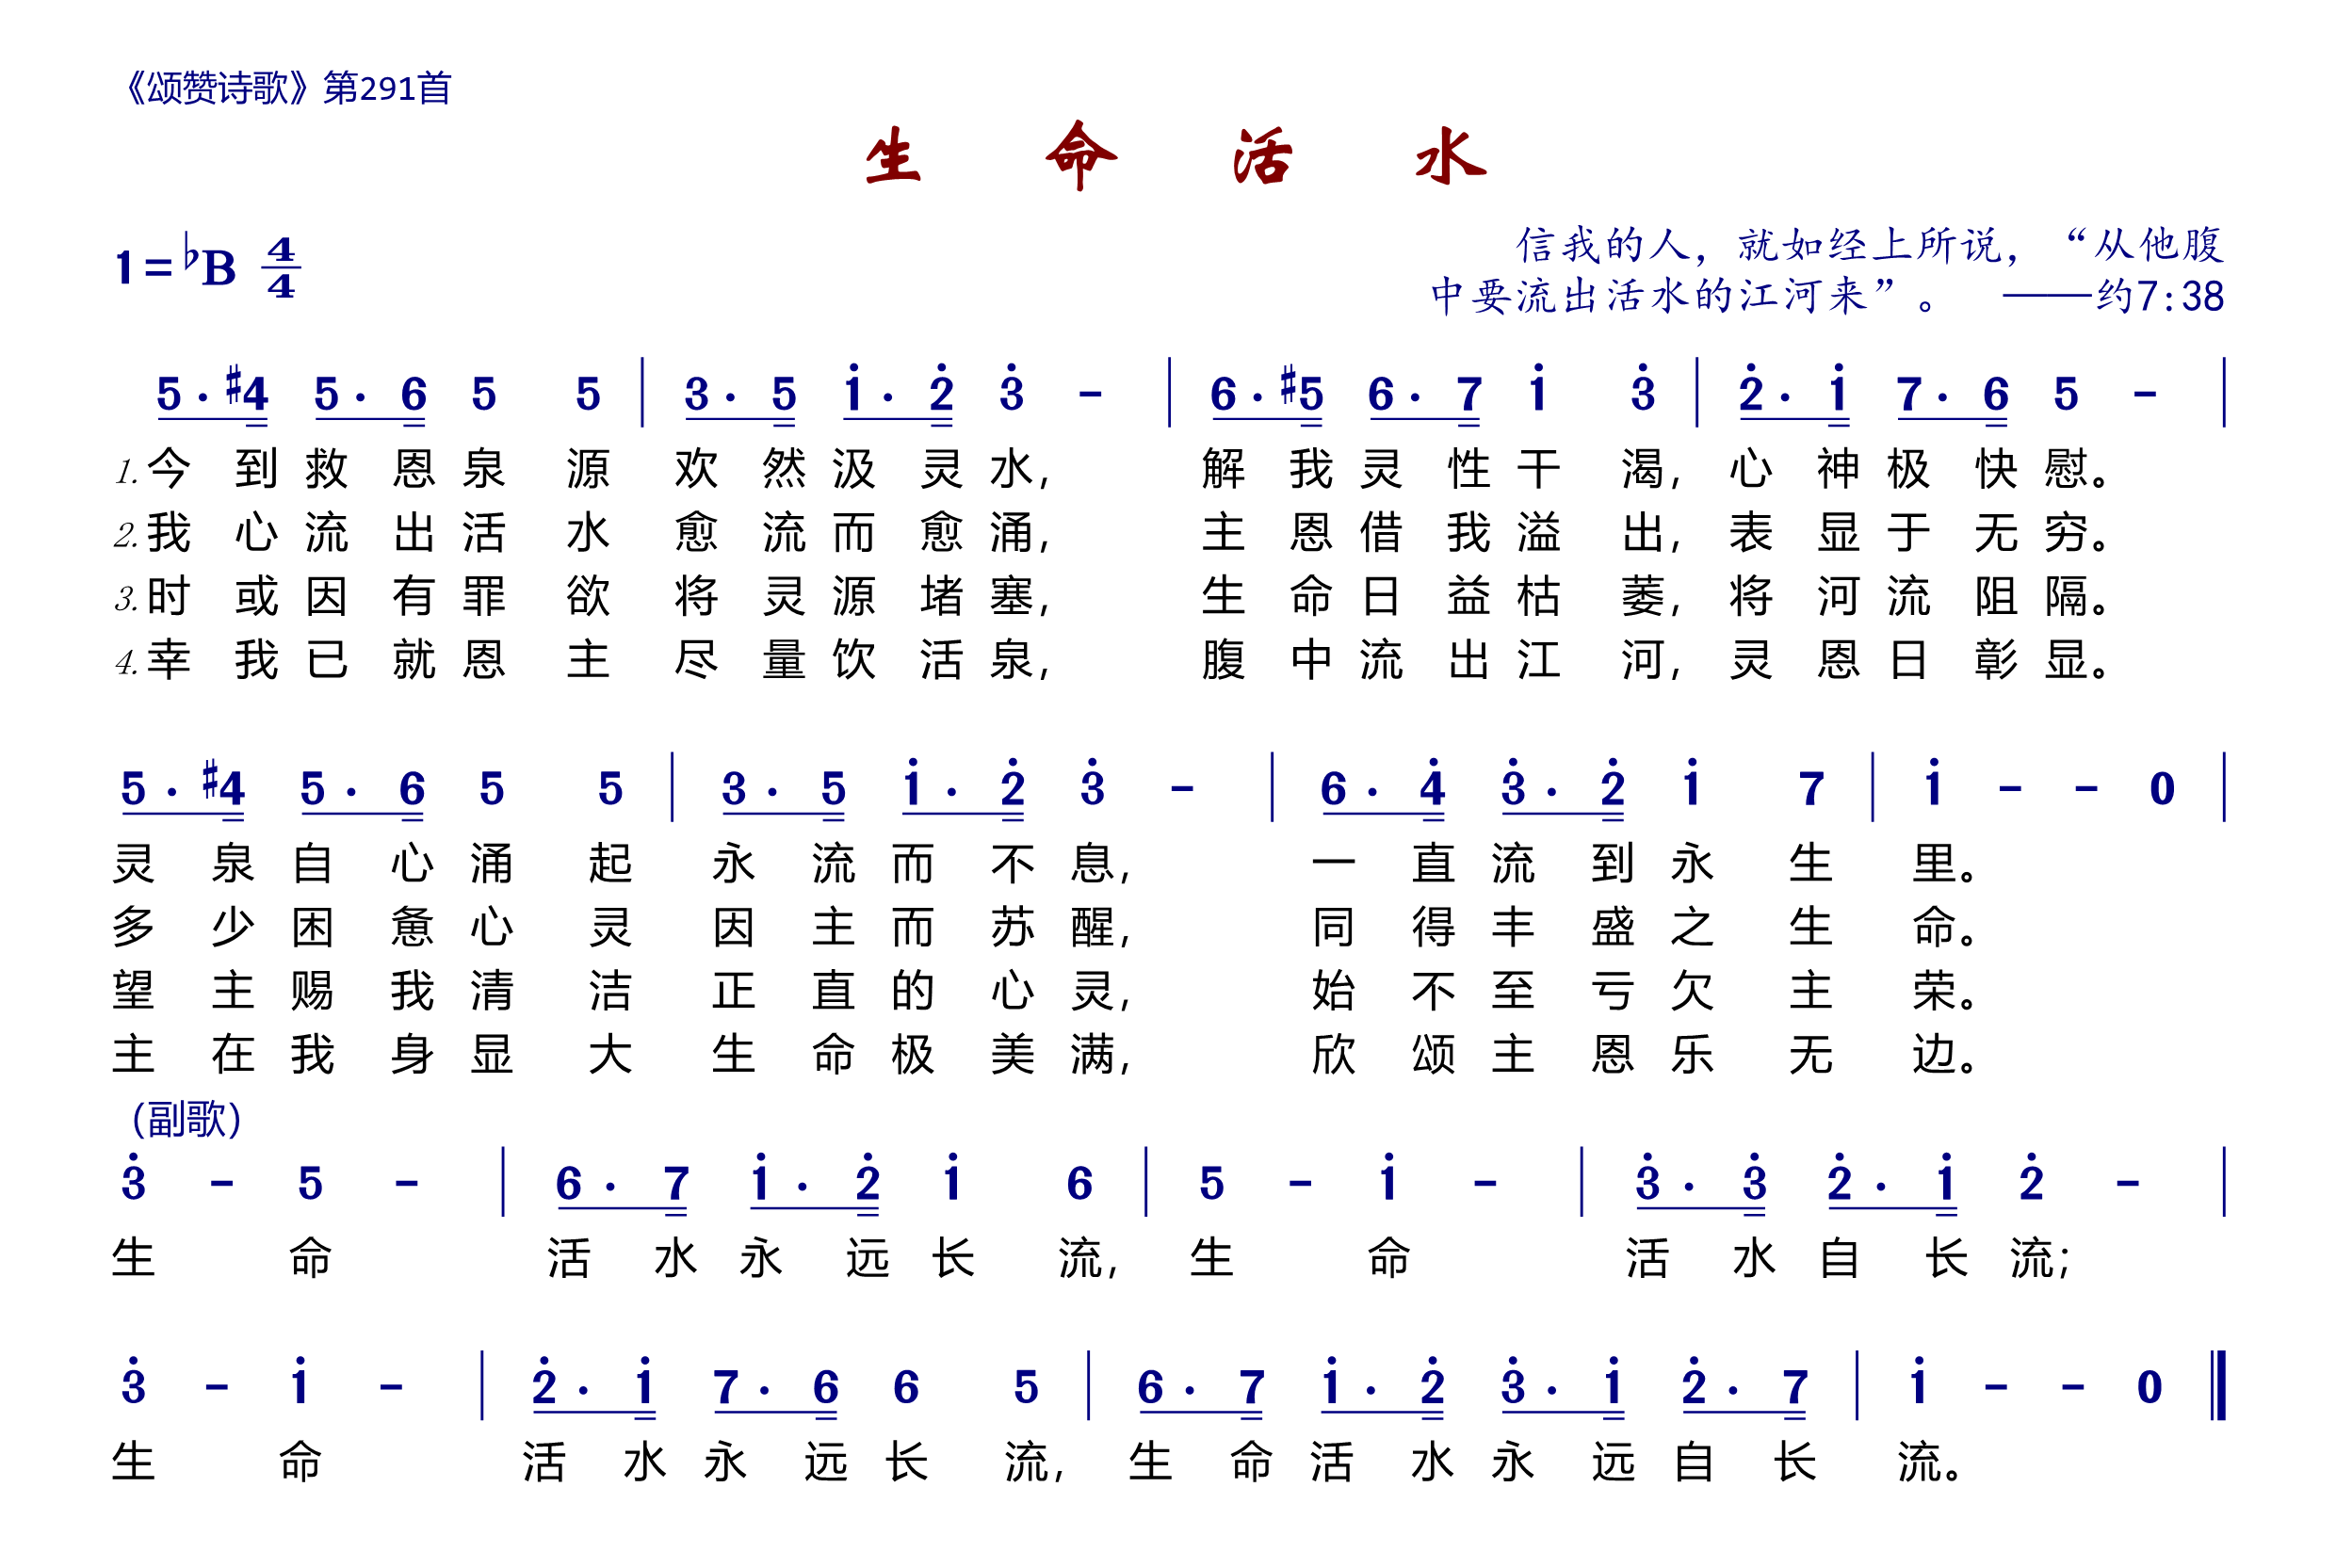 《颂赞诗歌》第291首
生 命 活 水
1=♭B 4/4
信我的人，就如经上所说，“从他腹
中要流出活水的江河来”。 ——约7:38
5· #4 5· 6 5 5 | 3· 5 i· 2̇ 3̇ - | 6· #5 6· 7 i 3̇ | 2̇· i 7· 6 5 - |
1.今到救恩泉源 欢然汲灵水， 解我灵性干渴，心神极快慰。
2.我心流出活水 愈流而愈涌， 主恩借我溢出，表显于无穷。
3.时或因有罪欲 将灵源堵塞， 生命日益枯萎，将河流阻隔。
4.幸我已就恩主 尽量饮活泉， 腹中流出江河，灵恩日彰显。
5· #4 5· 6 5 5 | 3· 5 i· 2̇ 3̇ - | 6· 4̇ 3̇· 2̇ i 7 | i - - 0 |
灵泉自心涌起 永流而不息， 一直流到永生 里。
多少困惫心灵 因主而苏醒， 同得丰盛之生 命。
望主赐我清洁 正直的心灵， 始不至亏欠主 荣。
主在我身显大 生命极美满， 欣颂主恩乐无 边。
（副歌）
3̇ - 5 - | 6· 7 i· 2̇ i 6 | 5 - i - | 3̇· 3̇ 2̇· i 2̇ - |
生 命 活水永远长流，生 命 活水自长流；
3̇ - i - | 2̇· i 7· 6 6 5 | 6· 7 i· 2̇ 3̇· i 2̇· 7 | i - - 0 ‖
生 命 活水永远长流，生命活水永远自长 流。